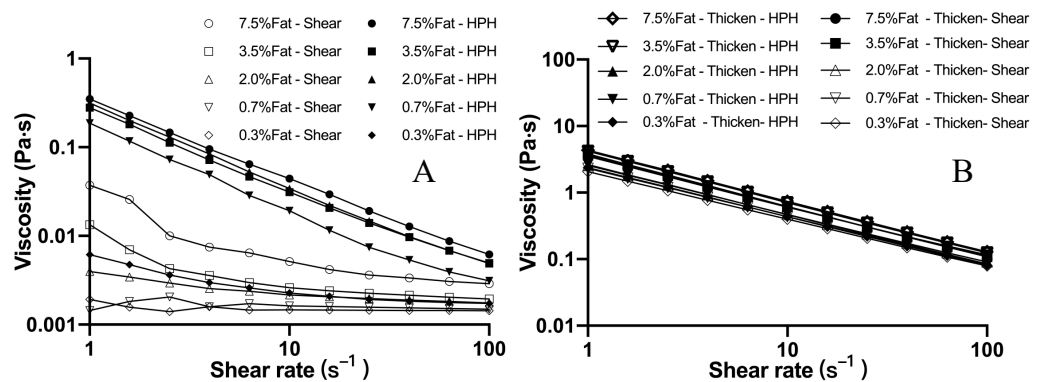 7.5%Fat - Shear
7.5%Fat - HPH
3.5%Fat - Shear
3.5%Fat - HPH
2.0%Fat - Shear
2.0%Fat - HPH
0.7%Fat - Shear
0.7%Fat - HPH
0.3%Fat - Shear
0.3%Fat - HPH
A
Viscosity (Pa·s)
1
0.1
0.01
0.001
1
10
100
Shear rate (s⁻¹)
7.5%Fat - Thicken - HPH
7.5%Fat - Thicken- Shear
3.5%Fat - Thicken - HPH
3.5%Fat - Thicken- Shear
2.0%Fat - Thicken - HPH
2.0%Fat - Thicken- Shear
0.7%Fat - Thicken - HPH
0.7%Fat - Thicken- Shear
0.3%Fat - Thicken- HPH
0.3%Fat - Thicken- Shear
B
Viscosity (Pa·s)
100
10
1
0.1
0.01
1
10
100
Shear rate (s⁻¹)